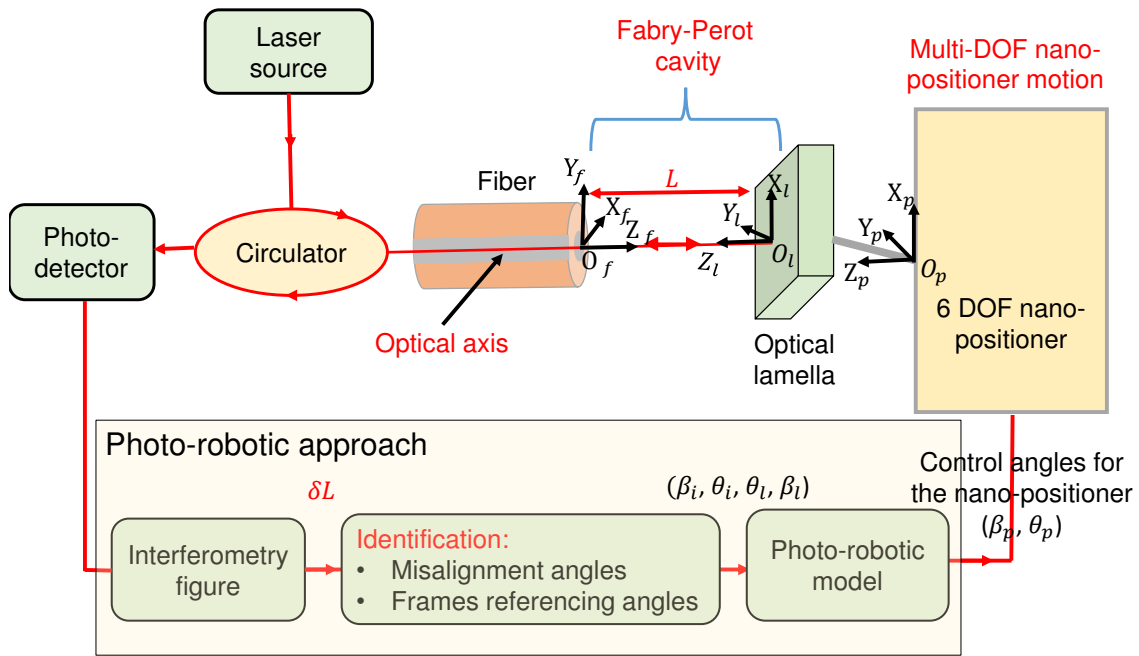 Laser
source
Fabry-Perot
cavity
Multi-DOF nano-
positioner motion
Photo-
detector
Circulator
Fiber
Optical axis
Y_f
X_f
Z_f
O_f
L
X_l
Y_l
Z_l
O_l
Optical
lamella
X_p
Y_p
Z_p
O_p
6 DOF nano-
positioner
Photo-robotic approach
δL
(β_i, θ_i, θ_l, β_l)
Control angles for
the nano-positioner
(β_p, θ_p)
Interferometry
figure
Identification:
• Misalignment angles
• Frames referencing angles
Photo-robotic
model